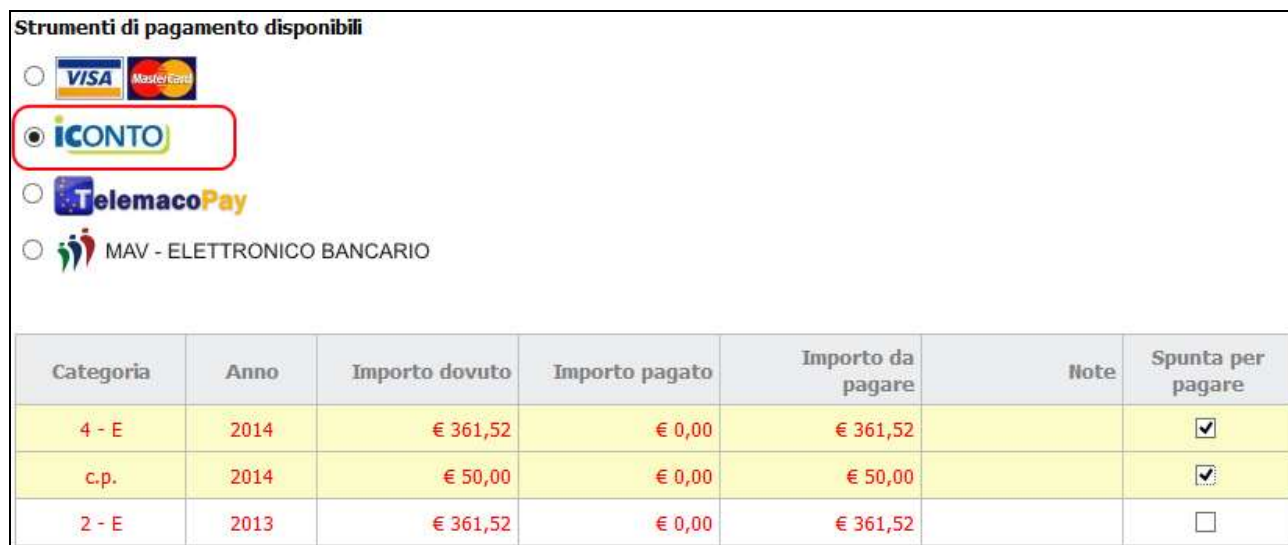 Strumenti di pagamento disponibili
VISA MasterCard
iCONTO
TelemacoPay
MAV - ELETTRONICO BANCARIO
Categoria Anno Importo dovuto Importo pagato Importo da pagare Note Spunta per pagare
4 - E 2014 € 361,52 € 0,00 € 361,52
c.p. 2014 € 50,00 € 0,00 € 50,00
2 - E 2013 € 361,52 € 0,00 € 361,52